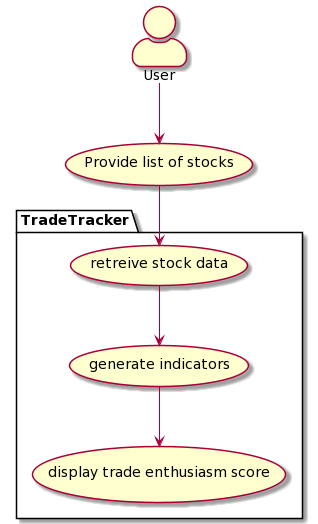 User
Provide list of stocks
TradeTracker
retreive stock data
generate indicators
display trade enthusiasm score